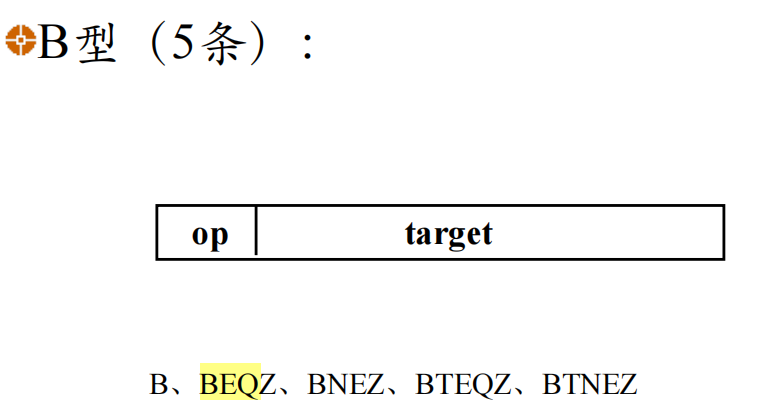 B型（5条）：
op target
B、BEQZ、BNEZ、BTEQZ、BTNEZ